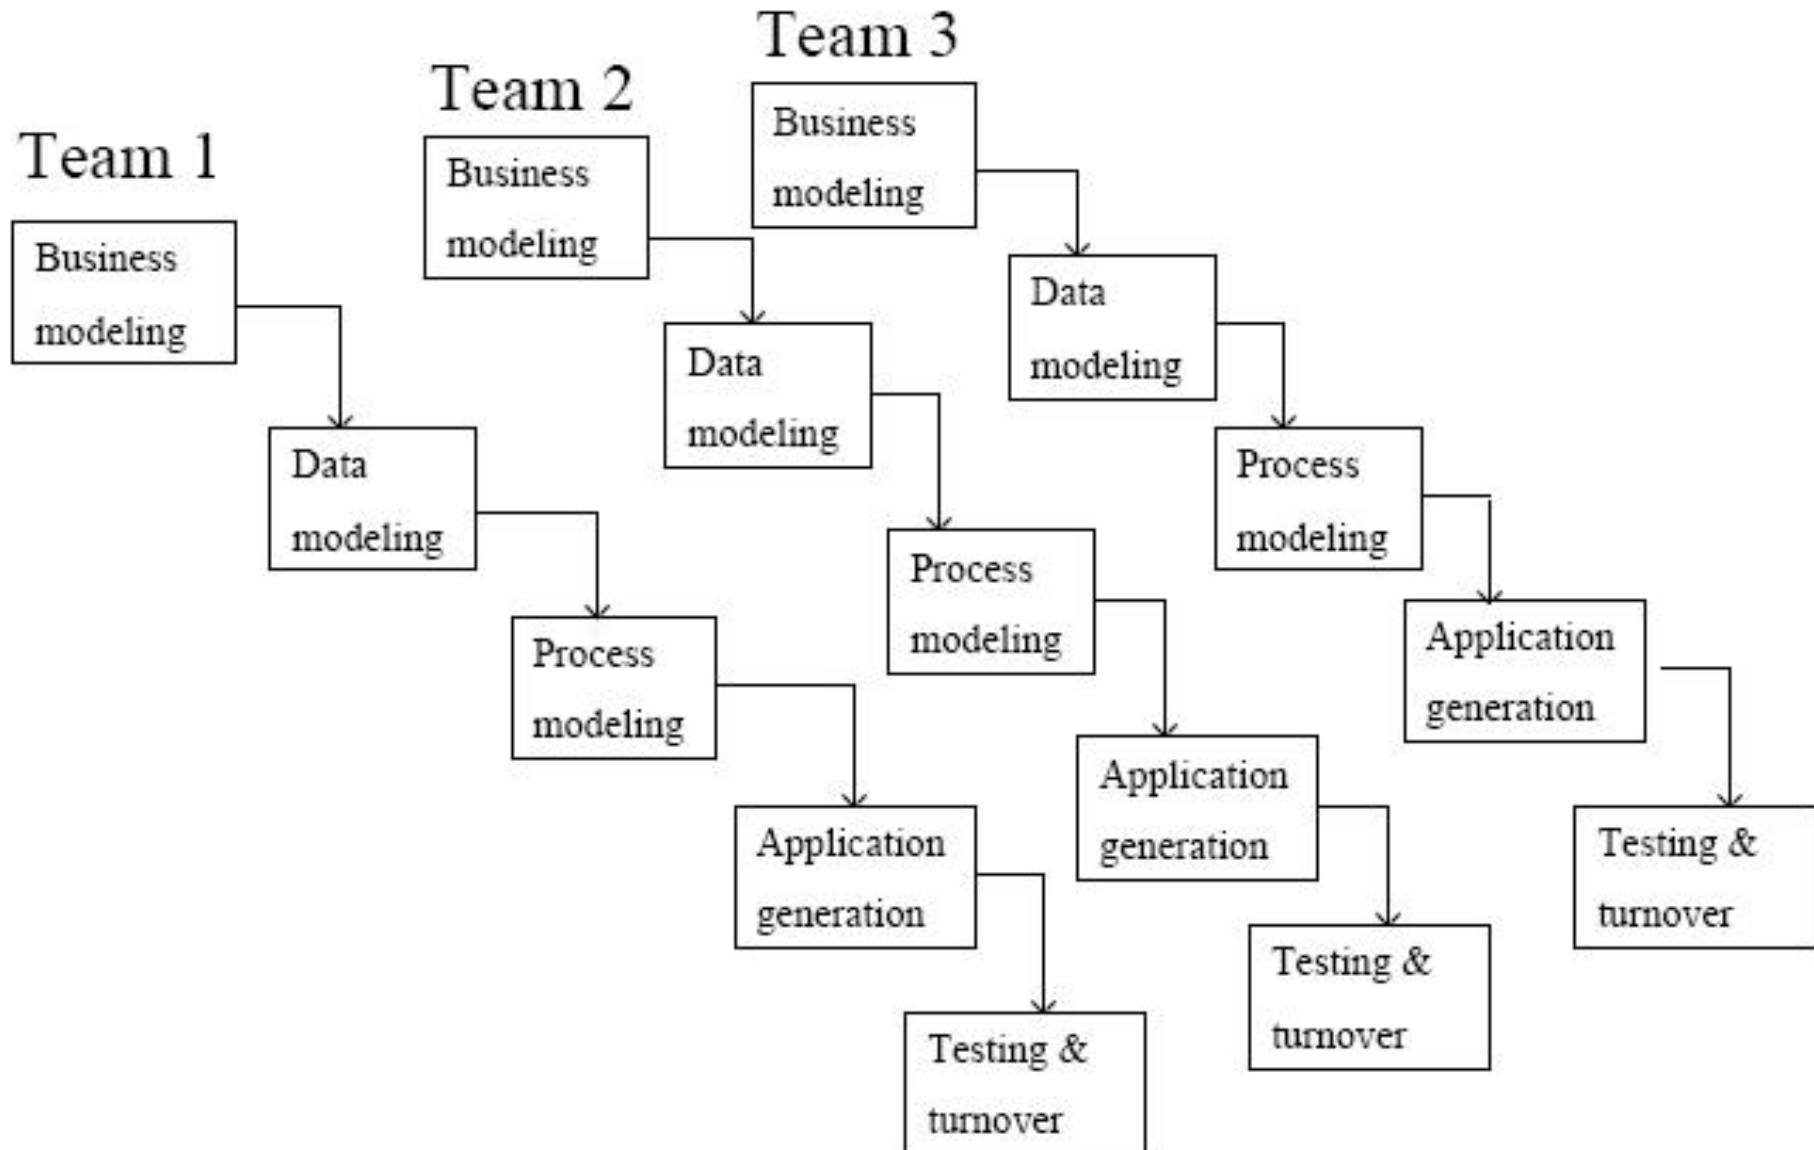 Team 1
Business
modeling
Data
modeling
Process
modeling
Application
generation
Testing &
turnover
Team 2
Business
modeling
Data
modeling
Process
modeling
Application
generation
Testing &
turnover
Team 3
Business
modeling
Data
modeling
Process
modeling
Application
generation
Testing &
turnover